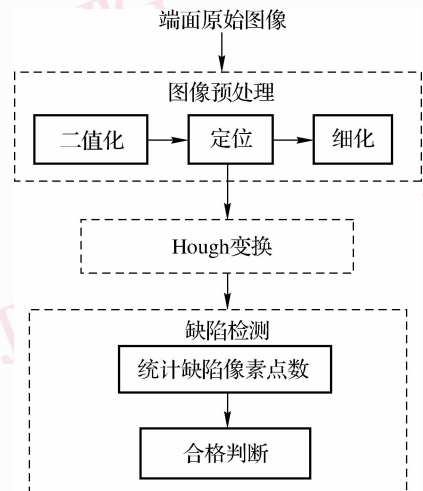 端面原始图像
图像预处理
二值化 定位 细化
Hough变换
缺陷检测
统计缺陷像素点数
合格判断